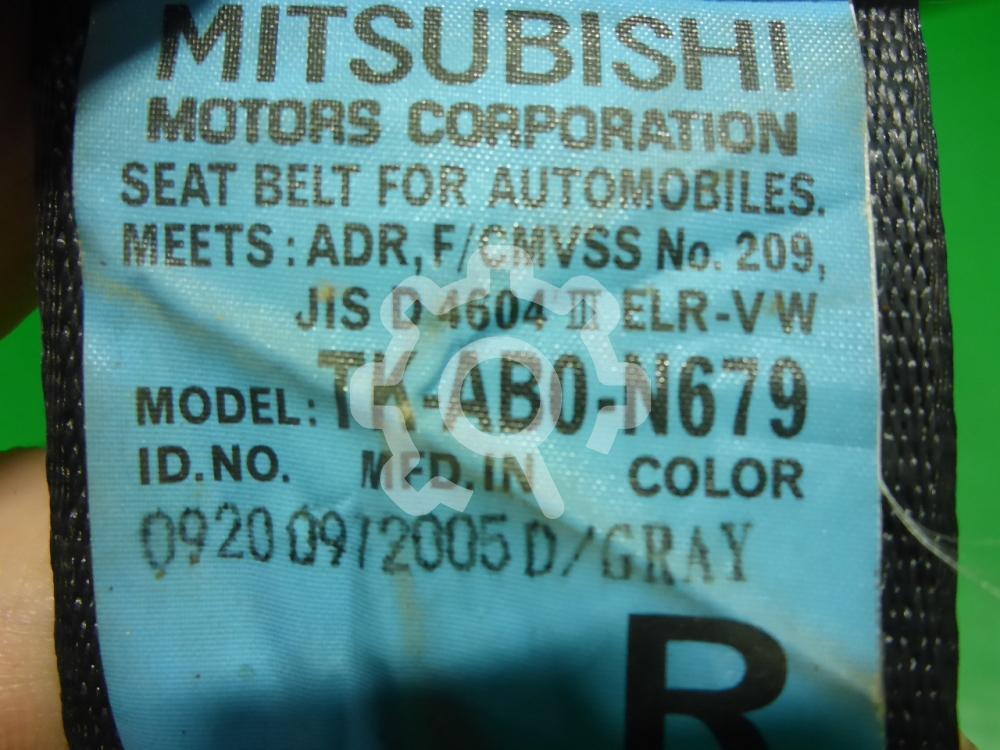 MITSUBISHI
MOTORS CORPORATION
SEAT BELT FOR AUTOMOBILES.
MEETS : ADR, F/CMVSS No. 209,
JIS D 4604 III ELR-VW
MODEL: TK-AB0-N679
ID.NO. MFD.IN COLOR
0920 09/2005 D/GRAY
R